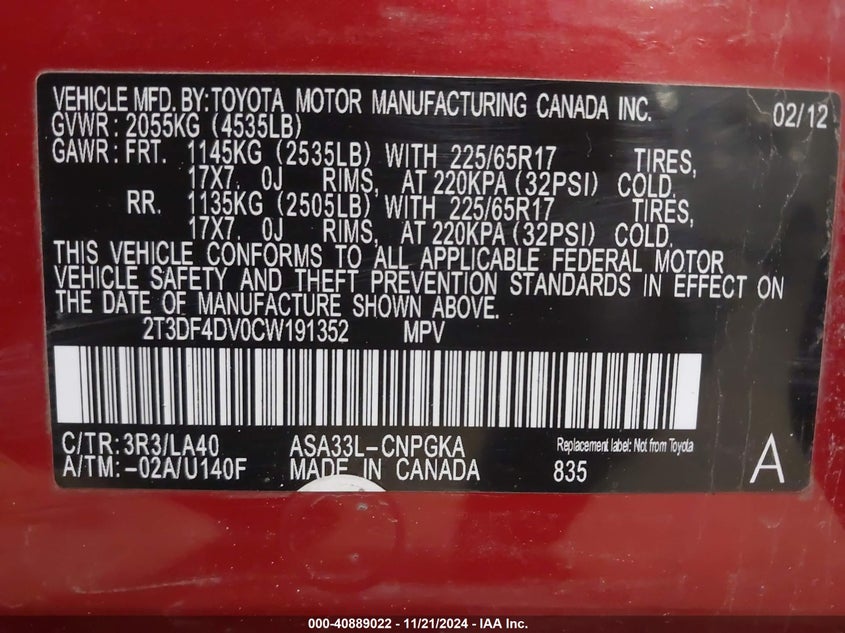 VEHICLE MFD. BY: TOYOTA MOTOR MANUFACTURING CANADA INC. 02/12
GVWR: 2055KG (4535LB)
GAWR: FRT. 1145KG (2535LB) WITH 225/65R17 TIRES,
17X7. 0J RIMS, AT 220KPA (32PSI) COLD.
RR. 1135KG (2505LB) WITH 225/65R17 TIRES,
17X7. 0J RIMS, AT 220KPA (32PSI) COLD.
THIS VEHICLE CONFORMS TO ALL APPLICABLE FEDERAL MOTOR
VEHICLE SAFETY AND THEFT PREVENTION STANDARDS IN EFFECT ON
THE DATE OF MANUFACTURE SHOWN ABOVE.
2T3DF4DV0CW191352 MPV
C/TR: 3R3/LA40 ASA33L-CNPGKA Replacement label: Not from Toyota
A/TM: -02A/U140F MADE IN CANADA 835 A
000-40889022 - 11/21/2024 - IAA Inc.